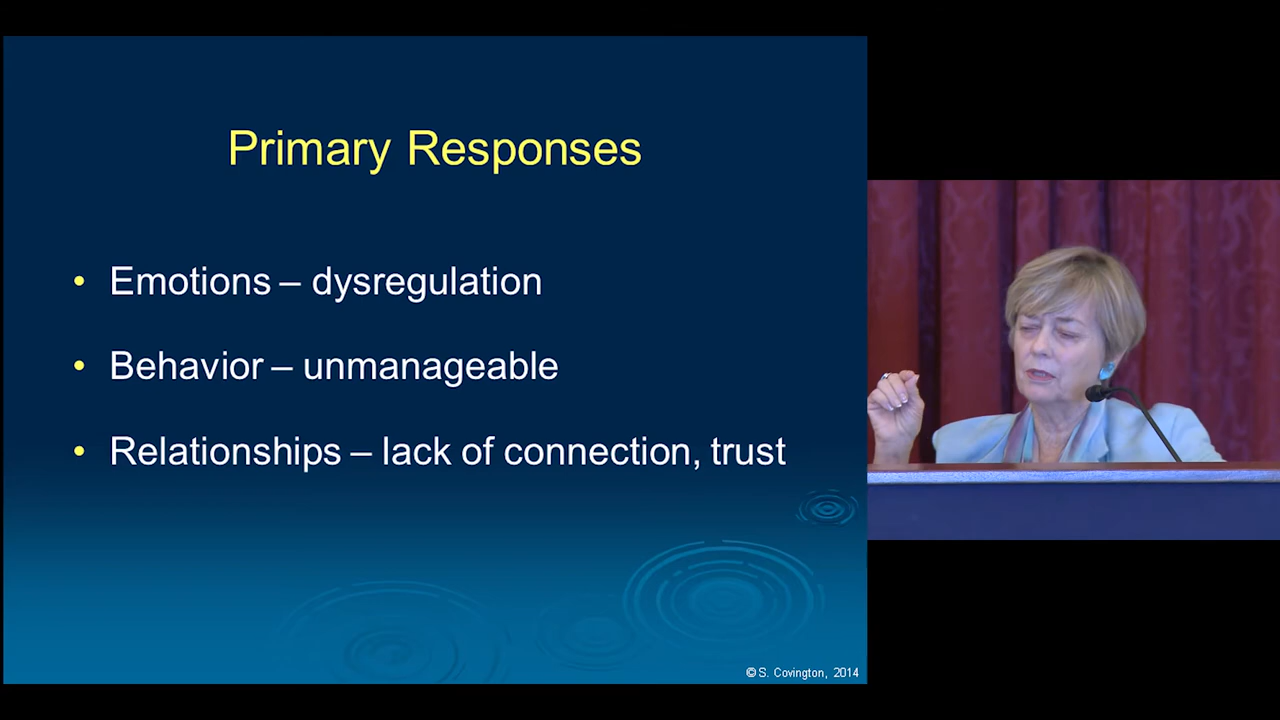 Primary Responses
• Emotions – dysregulation
• Behavior – unmanageable
• Relationships – lack of connection, trust
© S. Covington, 2014